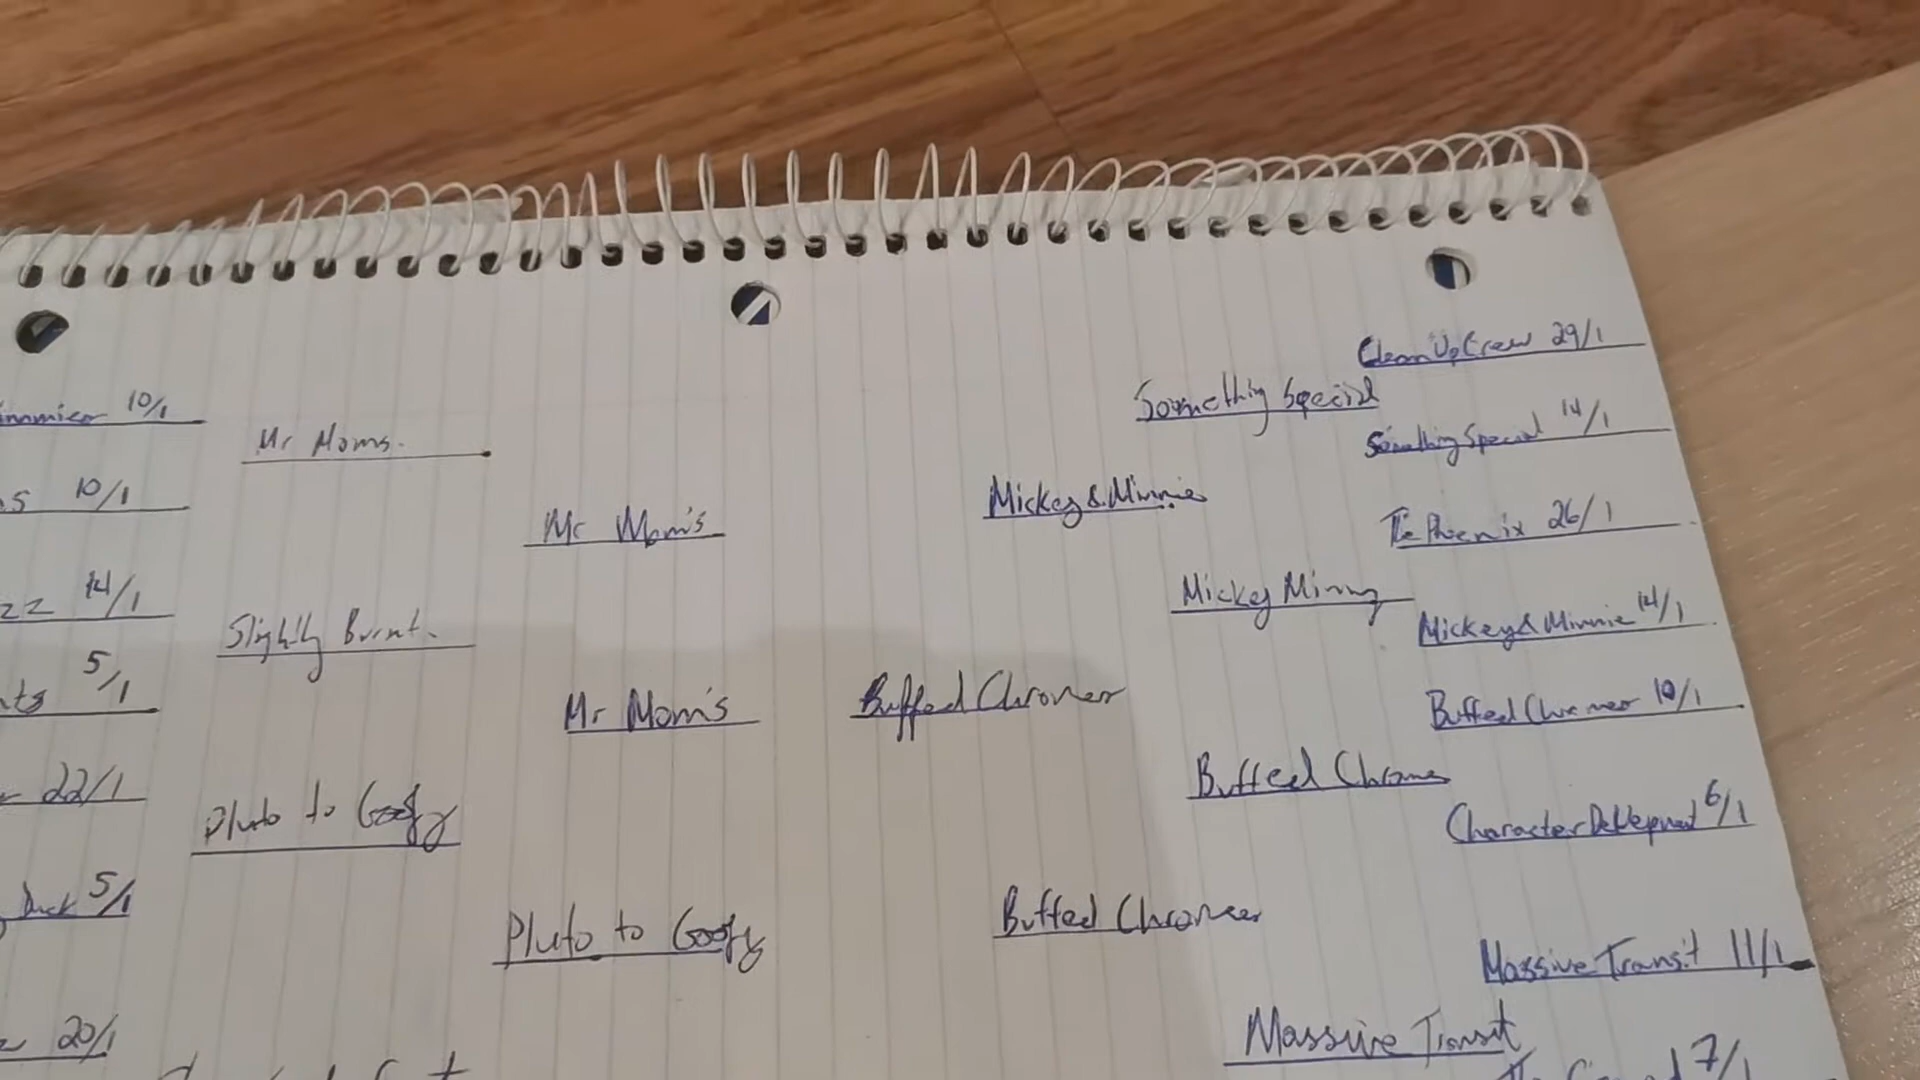 10/1
Mr Moms.
10/1
14/1
Slightly Burnt.
5/1
22/1
Pluto to Goofy
Duck 5/1
20/1
Mr Mom's
Mr Mom's
Pluto to Goofy
Mickey & Minnie
Buffed Chromer
Buffed Chromeer
Something Special
Mickey Minny
Buffed Chrome
Massive Transit
Clean Up Crew 29/1
Something Special 14/1
The Phoenix 26/1
Mickey & Minnie 14/1
Buffed Chromeer 10/1
Character 6/1
Massive Transit 11/1
7/1